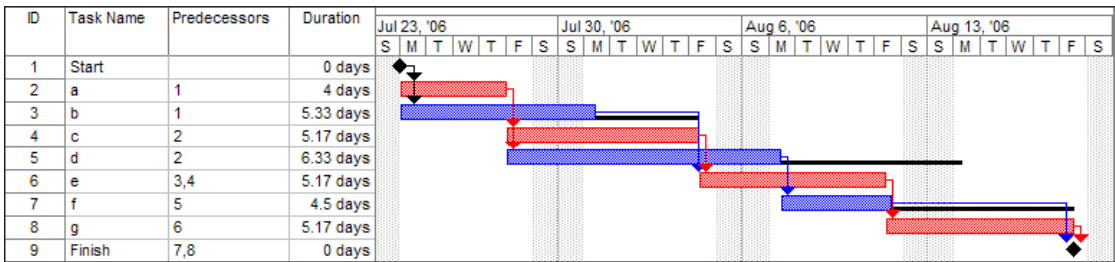 ID Task Name Predecessors Duration
Jul 23, '06 Jul 30, '06 Aug 6, '06 Aug 13, '06
S M T W T F S S M T W T F S S M T W T F S S M T W T F S
1 Start 0 days
2 a 1 4 days
3 b 1 5.33 days
4 c 2 5.17 days
5 d 2 6.33 days
6 e 3,4 5.17 days
7 f 5 4.5 days
8 g 6 5.17 days
9 Finish 7,8 0 days